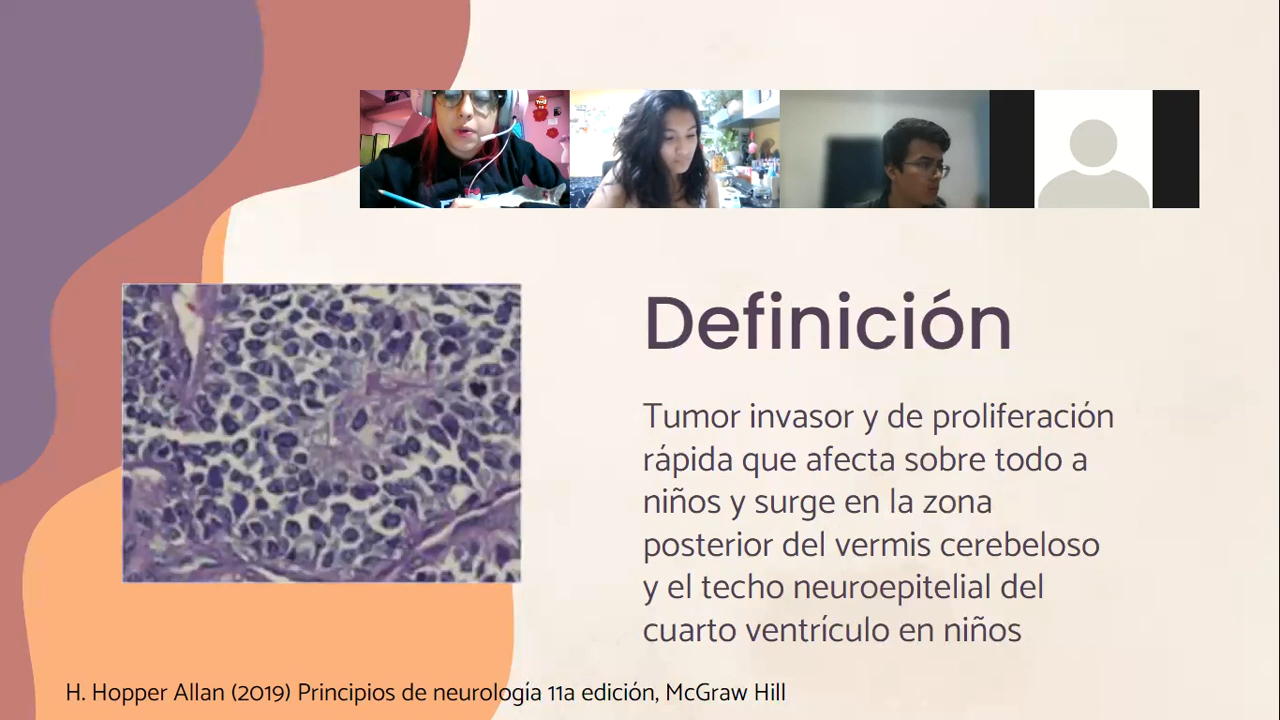 Definición
Tumor invasor y de proliferación
rápida que afecta sobre todo a
niños y surge en la zona
posterior del vermis cerebeloso
y el techo neuroepitelial del
cuarto ventrículo en niños
H. Hopper Allan (2019) Principios de neurología 11a edición, McGraw Hill